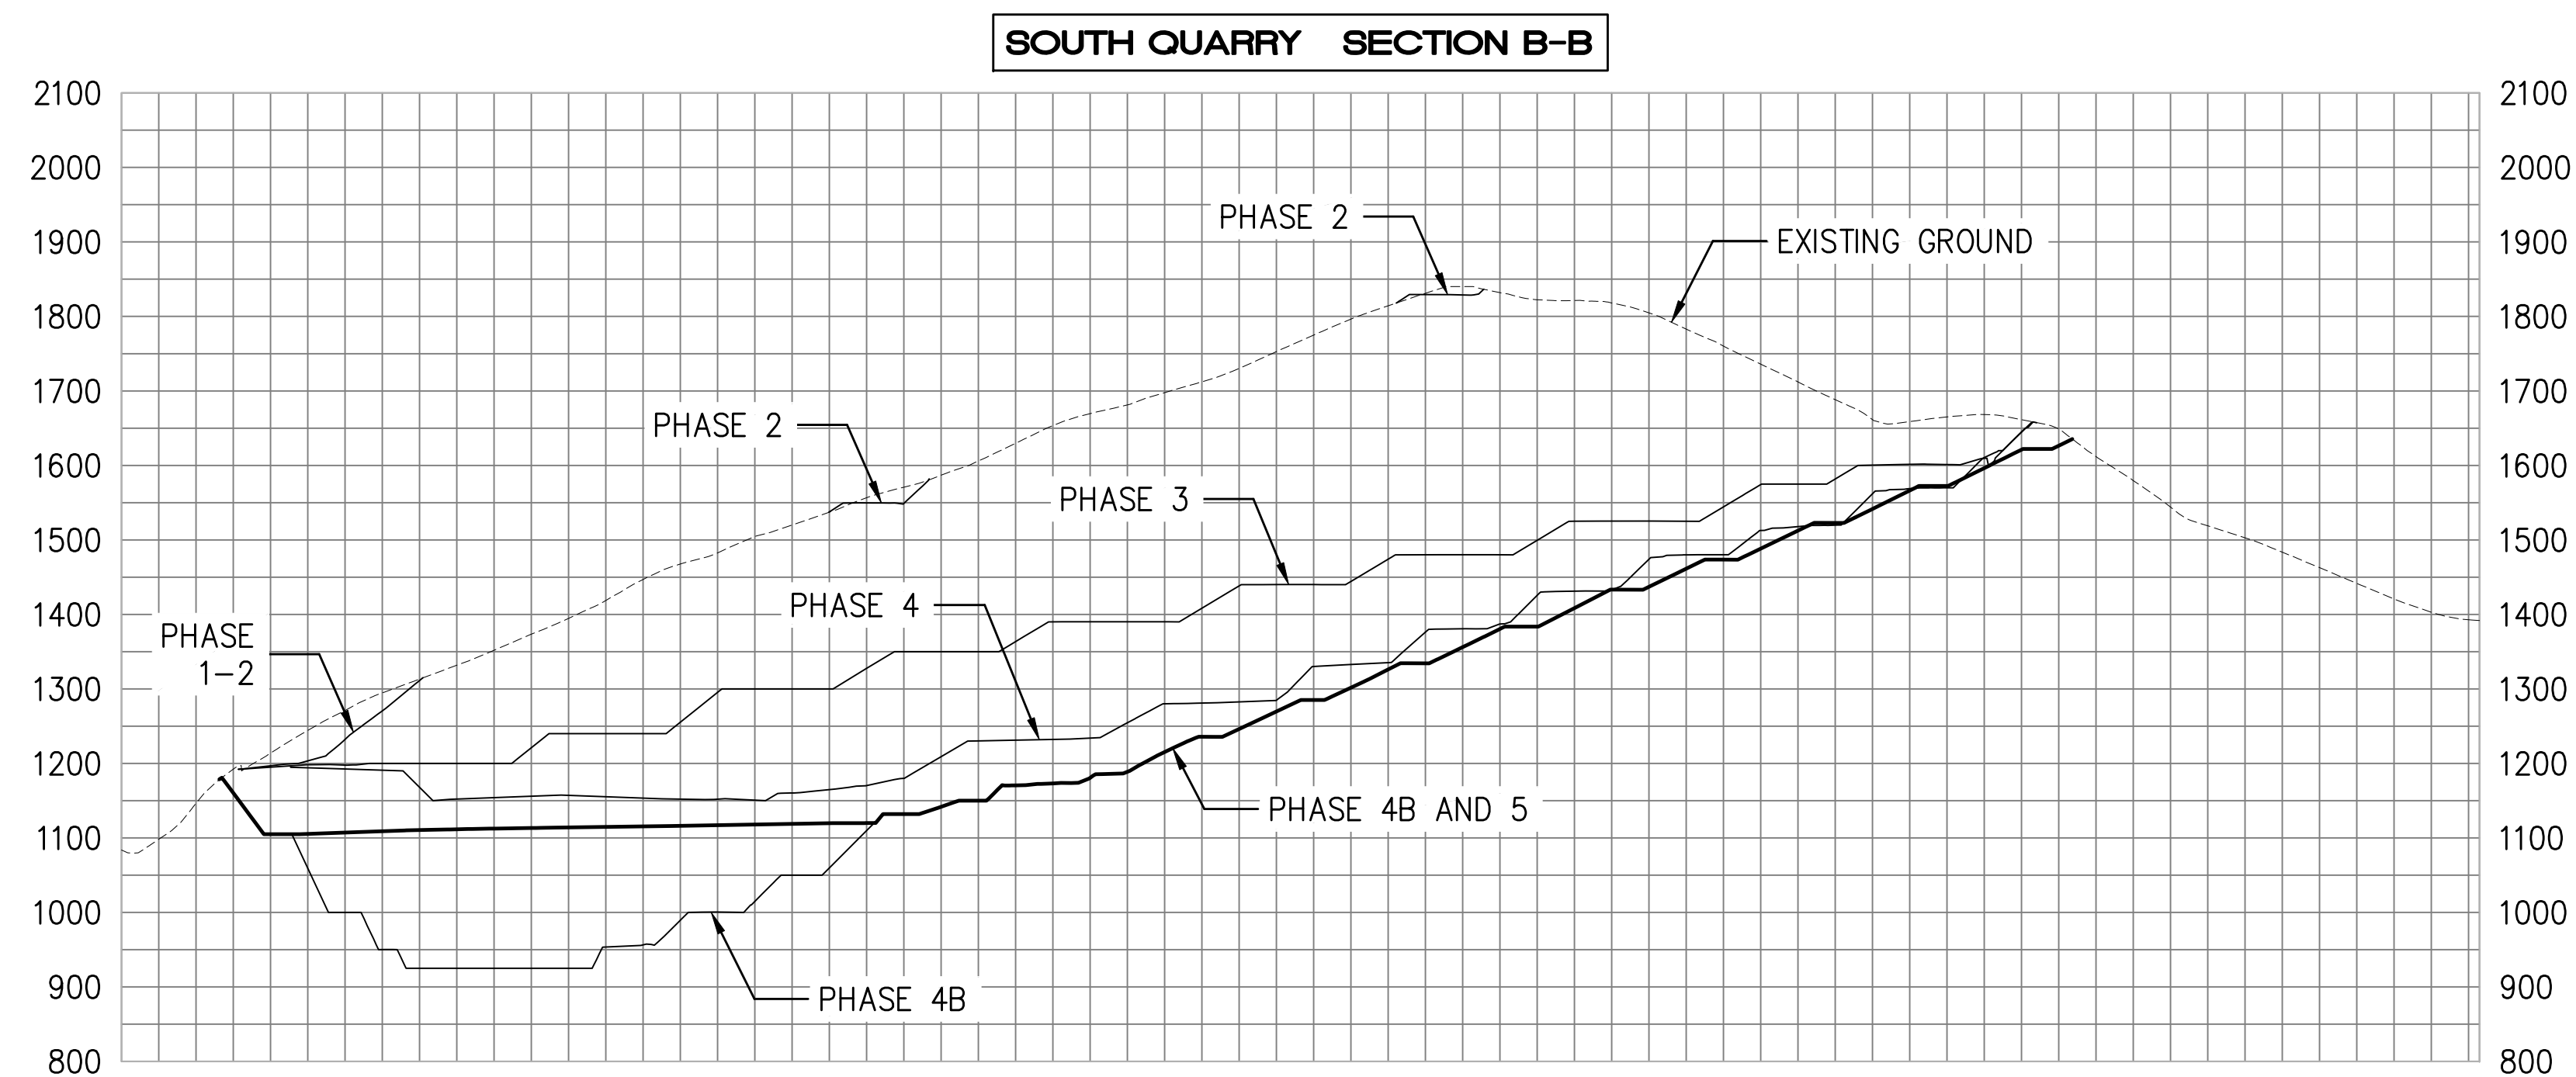 SOUTH QUARRY SECTION B-B
2100 2100
2000 2000
PHASE 2
1900 EXISTING GROUND 1900
1800 1800
1700 1700
PHASE 2
1600 1600
PHASE 3
1500 1500
1400 1400
PHASE 4
PHASE
1-2
1300 1300
1200 1200
PHASE 4B AND 5
1100 1100
1000 1000
900 900
PHASE 4B
800 800